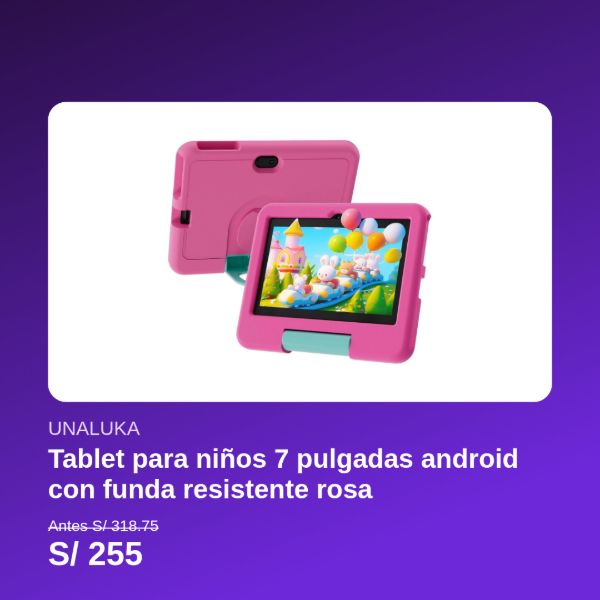 UNALUKA
Tablet para niños 7 pulgadas android
con funda resistente rosa
Antes S/ 318.75
S/ 255